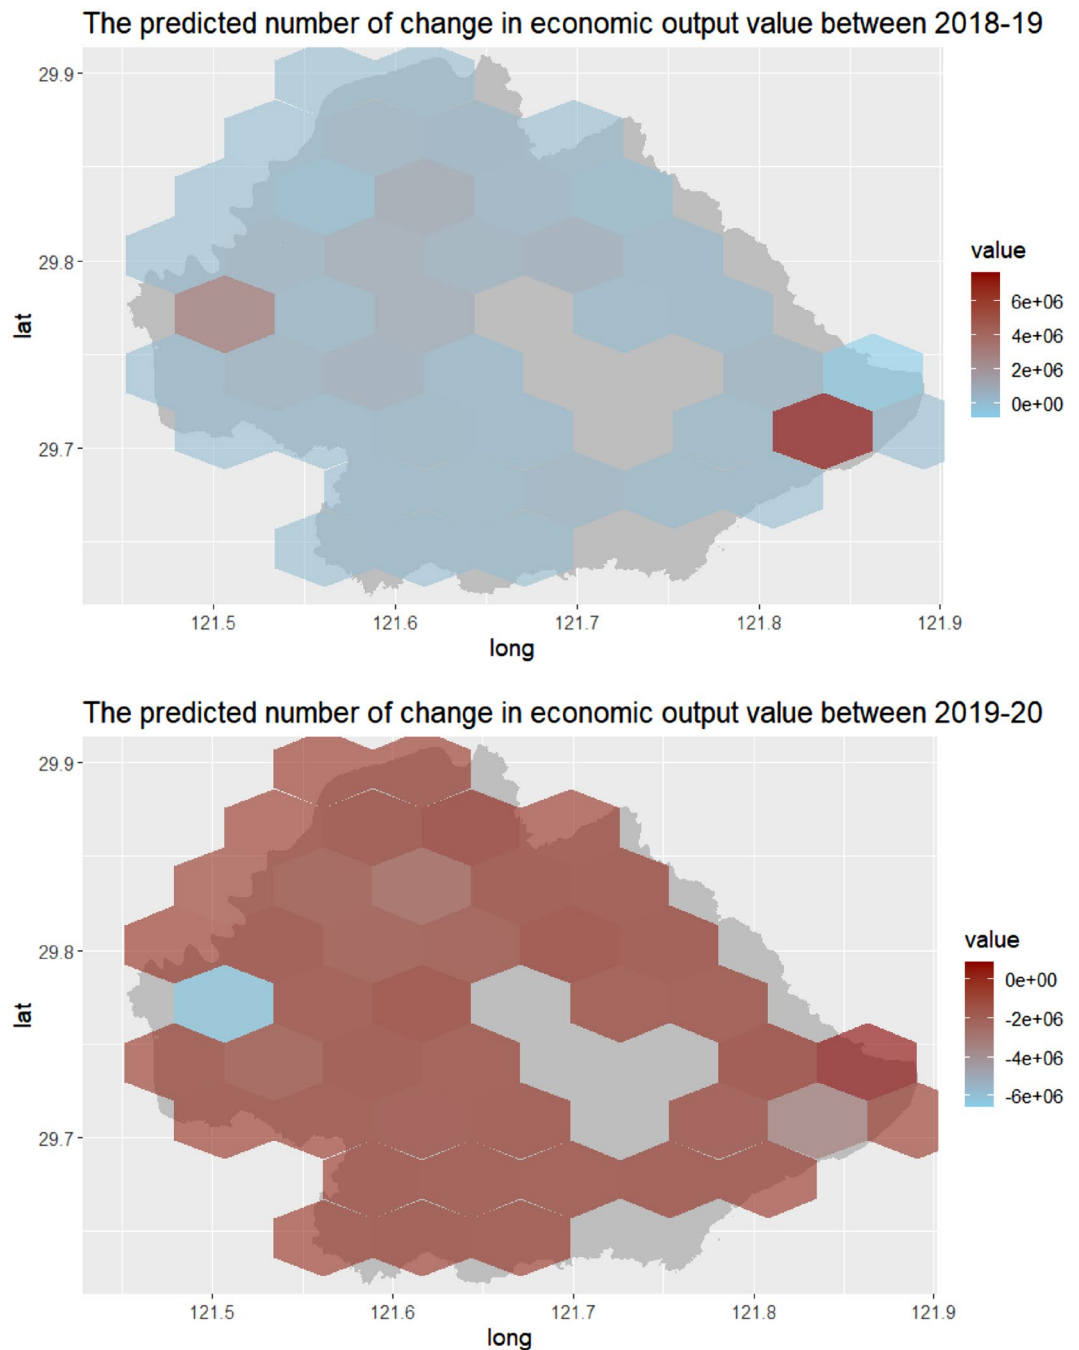 The predicted number of change in economic output value between 2018-19
29.9
29.8
29.7
lat
121.5 121.6 121.7 121.8 121.9
long
value
6e+06
4e+06
2e+06
0e+00
The predicted number of change in economic output value between 2019-20
29.9
29.8
29.7
lat
121.5 121.6 121.7 121.8 121.9
long
value
0e+00
-2e+06
-4e+06
-6e+06